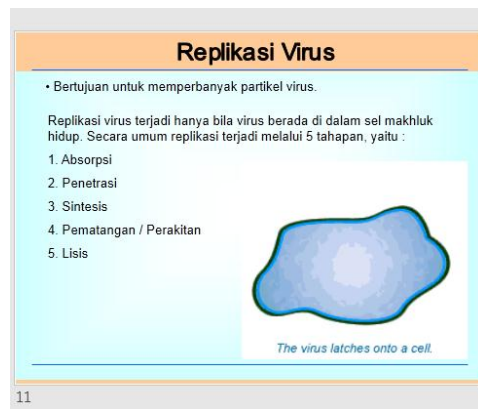 Replikasi Virus
• Bertujuan untuk memperbanyak partikel virus.
Replikasi virus terjadi hanya bila virus berada di dalam sel makhluk
hidup. Secara umum replikasi terjadi melalui 5 tahapan, yaitu :
1. Absorpsi
2. Penetrasi
3. Sintesis
4. Pematangan / Perakitan
5. Lisis
The virus latches onto a cell.
11